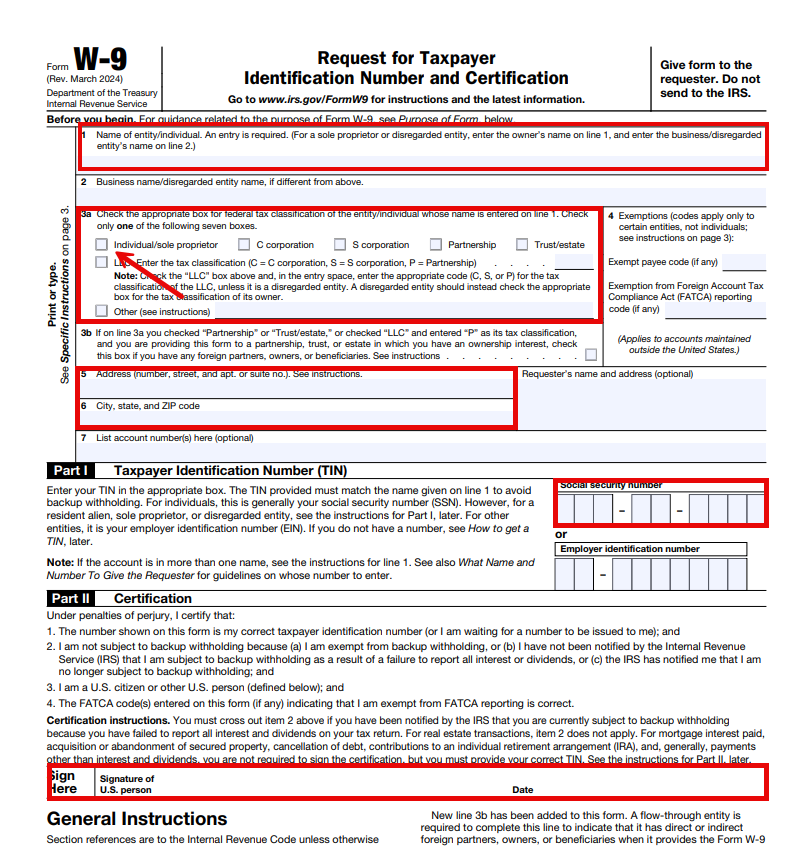 Form W-9
(Rev. March 2024)
Department of the Treasury
Internal Revenue Service
Request for Taxpayer
Identification Number and Certification
Go to www.irs.gov/FormW9 for instructions and the latest information.
Give form to the
requester. Do not
send to the IRS.
Before you begin. For guidance related to the purpose of Form W-9, see Purpose of Form, below.
Print or type.
See Specific Instructions on page 3.
1 Name of entity/individual. An entry is required. (For a sole proprietor or disregarded entity, enter the owner's name on line 1, and enter the business/disregarded
entity's name on line 2.)
2 Business name/disregarded entity name, if different from above.
3a Check the appropriate box for federal tax classification of the entity/individual whose name is entered on line 1. Check
only one of the following seven boxes.
Individual/sole proprietor C corporation S corporation Partnership Trust/estate
LLC. Enter the tax classification (C = C corporation, S = S corporation, P = Partnership) . . . .
Note: Check the "LLC" box above and, in the entry space, enter the appropriate code (C, S, or P) for the tax
classification of the LLC, unless it is a disregarded entity. A disregarded entity should instead check the appropriate
box for the tax classification of its owner.
Other (see instructions)
3b If on line 3a you checked "Partnership" or "Trust/estate," or checked "LLC" and entered "P" as its tax classification,
and you are providing this form to a partnership, trust, or estate in which you have an ownership interest, check
this box if you have any foreign partners, owners, or beneficiaries. See instructions . . . . . . . . .
4 Exemptions (codes apply only to
certain entities, not individuals;
see instructions on page 3):
Exempt payee code (if any)
Exemption from Foreign Account Tax
Compliance Act (FATCA) reporting
code (if any)
(Applies to accounts maintained
outside the United States.)
5 Address (number, street, and apt. or suite no.). See instructions.
Requester's name and address (optional)
6 City, state, and ZIP code
7 List account number(s) here (optional)
Part I Taxpayer Identification Number (TIN)
Enter your TIN in the appropriate box. The TIN provided must match the name given on line 1 to avoid
backup withholding. For individuals, this is generally your social security number (SSN). However, for a
resident alien, sole proprietor, or disregarded entity, see the instructions for Part I, later. For other
entities, it is your employer identification number (EIN). If you do not have a number, see How to get a
TIN, later.
Note: If the account is in more than one name, see the instructions for line 1. See also What Name and
Number To Give the Requester for guidelines on whose number to enter.
Social security number
– –
or
Employer identification number
–
Part II Certification
Under penalties of perjury, I certify that:
1. The number shown on this form is my correct taxpayer identification number (or I am waiting for a number to be issued to me); and
2. I am not subject to backup withholding because (a) I am exempt from backup withholding, or (b) I have not been notified by the Internal Revenue
Service (IRS) that I am subject to backup withholding as a result of a failure to report all interest or dividends, or (c) the IRS has notified me that I am
no longer subject to backup withholding; and
3. I am a U.S. citizen or other U.S. person (defined below); and
4. The FATCA code(s) entered on this form (if any) indicating that I am exempt from FATCA reporting is correct.
Certification instructions. You must cross out item 2 above if you have been notified by the IRS that you are currently subject to backup withholding
because you have failed to report all interest and dividends on your tax return. For real estate transactions, item 2 does not apply. For mortgage interest paid,
acquisition or abandonment of secured property, cancellation of debt, contributions to an individual retirement arrangement (IRA), and, generally, payments
other than interest and dividends, you are not required to sign the certification, but you must provide your correct TIN. See the instructions for Part II, later.
Sign
Here
Signature of
U.S. person
Date
General Instructions
Section references are to the Internal Revenue Code unless otherwise
New line 3b has been added to this form. A flow-through entity is
required to complete this line to indicate that it has direct or indirect
foreign partners, owners, or beneficiaries when it provides the Form W-9